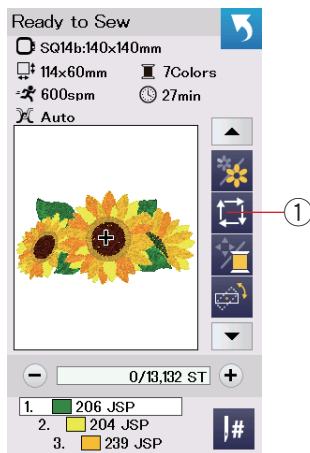 Ready to Sew
SQ14b:140x140mm
114x60mm 7Colors
600spm 27min
Auto
1
0/13,132 ST
1. 206 JSP
2. 204 JSP
3. 239 JSP
#